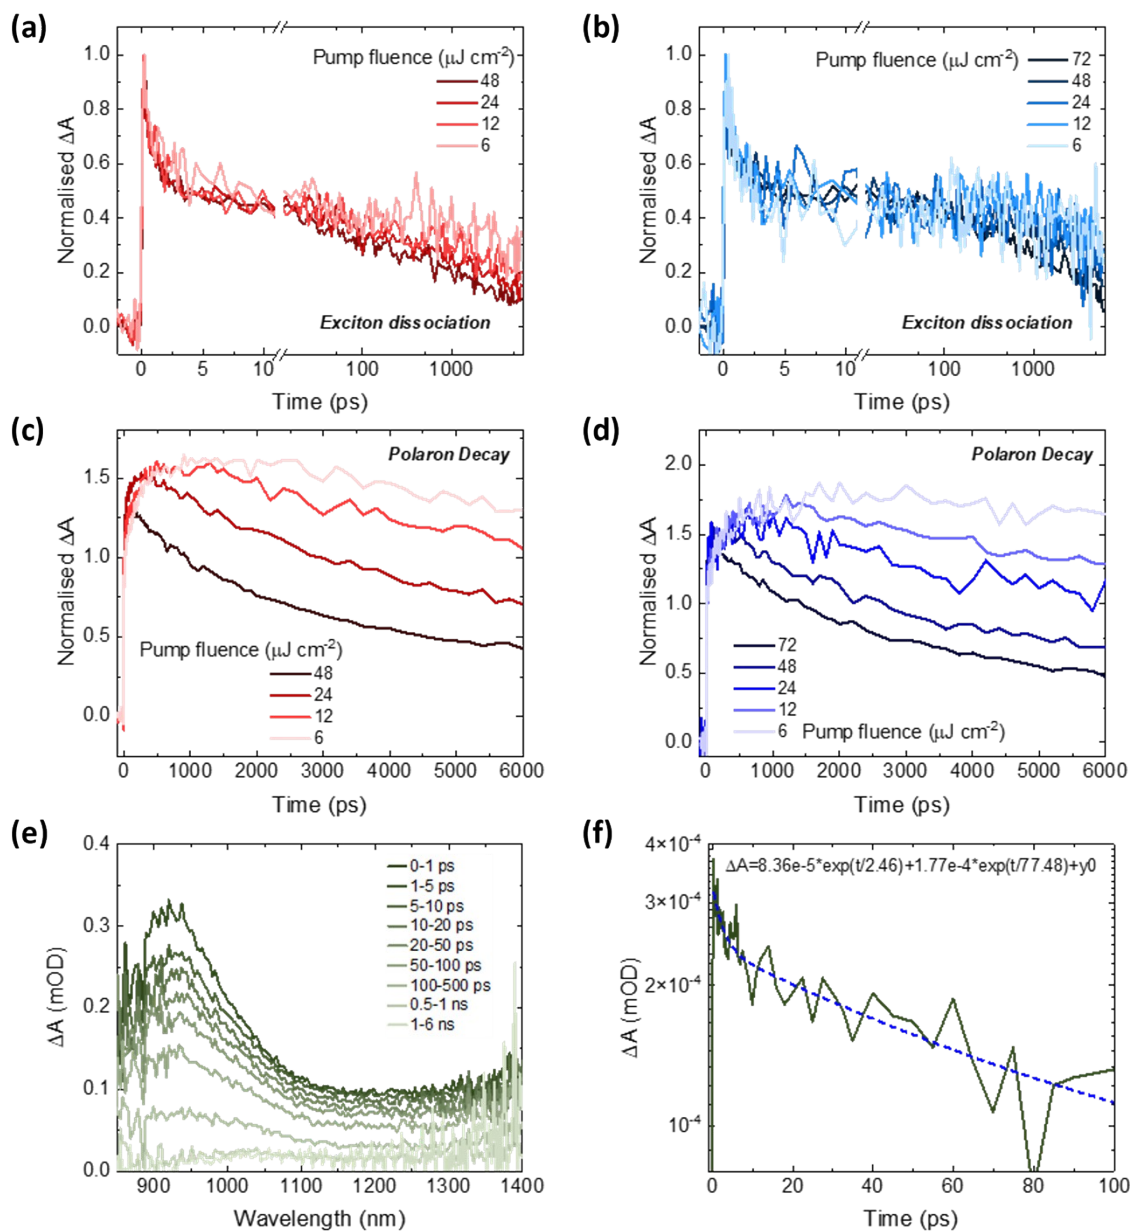 (a)
Normalised ΔA
1.0
0.8
0.6
0.4
0.2
0.0
Pump fluence (μJ cm-2)
48
24
12
6
Exciton dissociation
0 5 10 100 1000
Time (ps)
(b)
Normalised ΔA
1.0
0.8
0.6
0.4
0.2
0.0
Pump fluence (μJ cm-2)
72
48
24
12
6
Exciton dissociation
0 5 10 100 1000
Time (ps)
(c)
Normalised ΔA
1.5
1.0
0.5
0.0
Polaron Decay
Pump fluence (μJ cm-2)
48
24
12
6
0 1000 2000 3000 4000 5000 6000
Time (ps)
(d)
Normalised ΔA
2.0
1.5
1.0
0.5
0.0
Polaron Decay
72
48
24
12
6
Pump fluence (μJ cm-2)
0 1000 2000 3000 4000 5000 6000
Time (ps)
(e)
ΔA (mOD)
0.4
0.3
0.2
0.1
0.0
0-1 ps
1-5 ps
5-10 ps
10-20 ps
20-50 ps
50-100 ps
100-500 ps
0.5-1 ns
1-6 ns
900 1000 1100 1200 1300 1400
Wavelength (nm)
(f)
ΔA (mOD)
4×10-4
3×10-4
2×10-4
10-4
ΔA=8.36e-5*exp(t/2.46)+1.77e-4*exp(t/77.48)+y0
0 20 40 60 80 100
Time (ps)